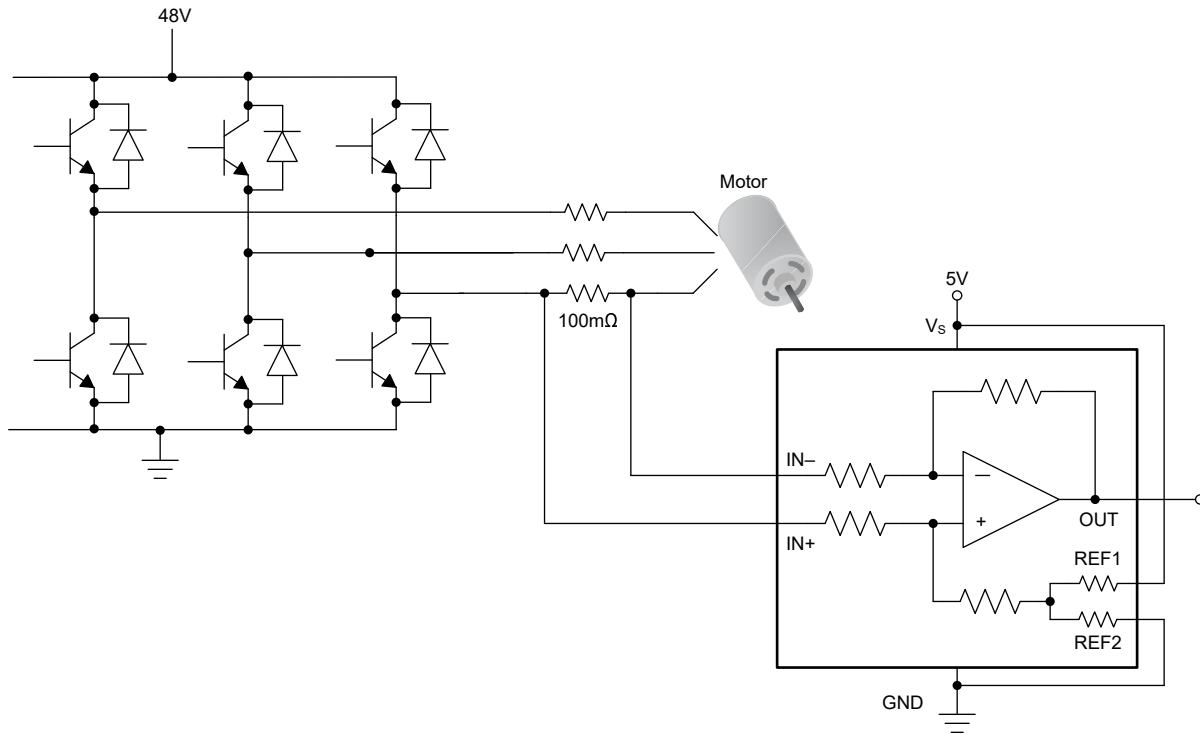 48V
Motor
100mΩ
5V
Vs
IN–
–
IN+
+
OUT
REF1
REF2
GND